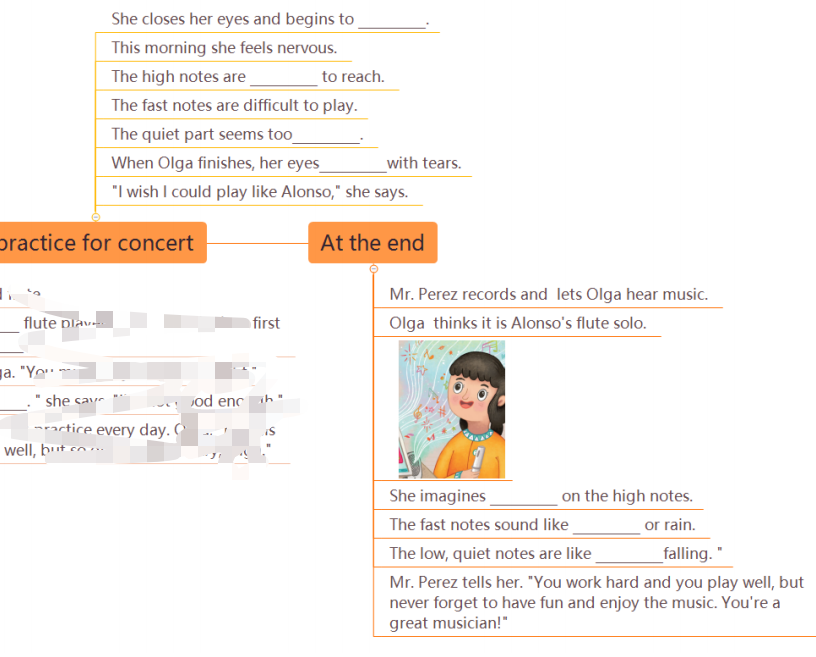 She closes her eyes and begins to ________.
This morning she feels nervous.
The high notes are ________ to reach.
The fast notes are difficult to play.
The quiet part seems too________.
When Olga finishes, her eyes________with tears.
"I wish I could play like Alonso," she says.
practice for concert
At the end
flute first
ga. "You
____. " she says
practice every day.
well, but so
Mr. Perez records and lets Olga hear music.
Olga thinks it is Alonso's flute solo.
She imagines ________ on the high notes.
The fast notes sound like ________ or rain.
The low, quiet notes are like ________falling. "
Mr. Perez tells her. "You work hard and you play well, but
never forget to have fun and enjoy the music. You're a
great musician!"